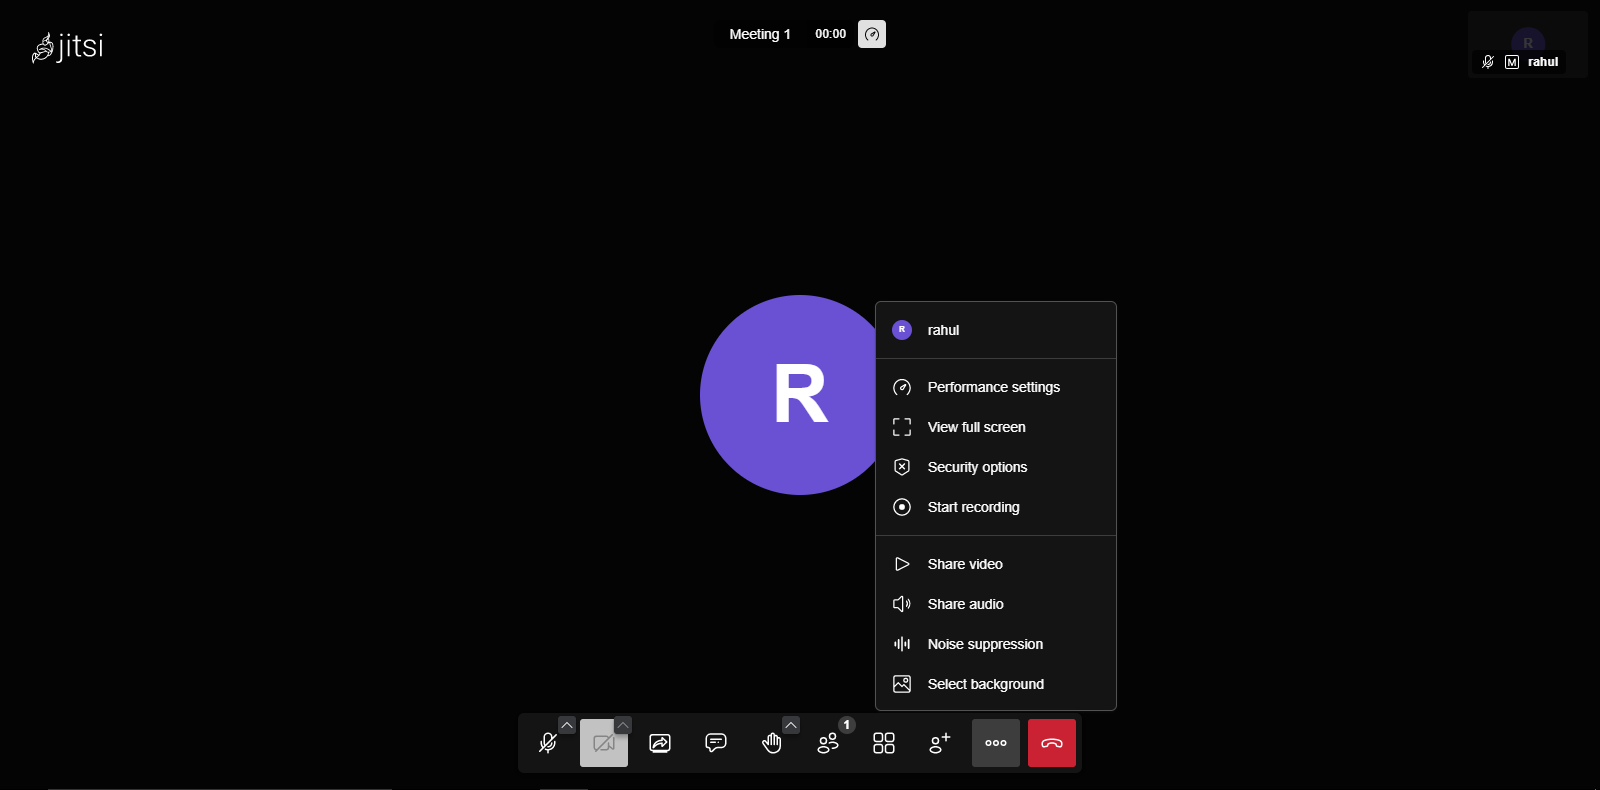 jitsi
Meeting 1 00:00
R
M rahul
R
R rahul
Performance settings
View full screen
Security options
Start recording
Share video
Share audio
Noise suppression
Select background
1